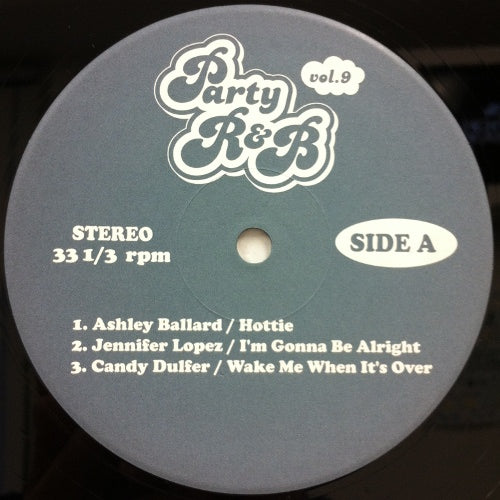 Party
vol.9
R&B
STEREO
33 1/3 rpm
SIDE A
1. Ashley Ballard / Hottie
2. Jennifer Lopez / I'm Gonna Be Alright
3. Candy Dulfer / Wake Me When It's Over